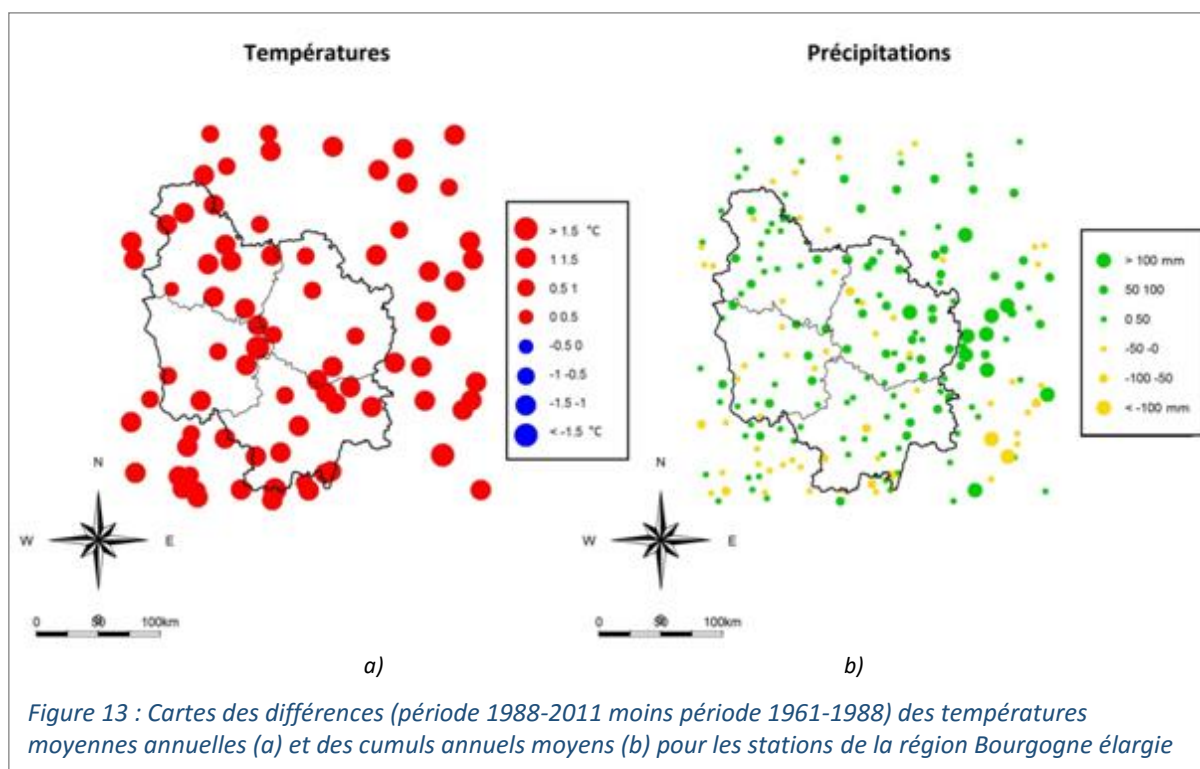 Températures
Précipitations
> 1.5 °C
1 1.5
0.5 1
0 0.5
-0.5 0
-1 -0.5
-1.5 -1
< -1.5 °C
> 100 mm
50 100
0 50
-50 -0
-100 -50
< -100 mm
N
W E
S
0 50 100km
N
W E
S
0 50 100km
a)
b)
Figure 13 : Cartes des différences (période 1988-2011 moins période 1961-1988) des températures
moyennes annuelles (a) et des cumuls annuels moyens (b) pour les stations de la région Bourgogne élargie